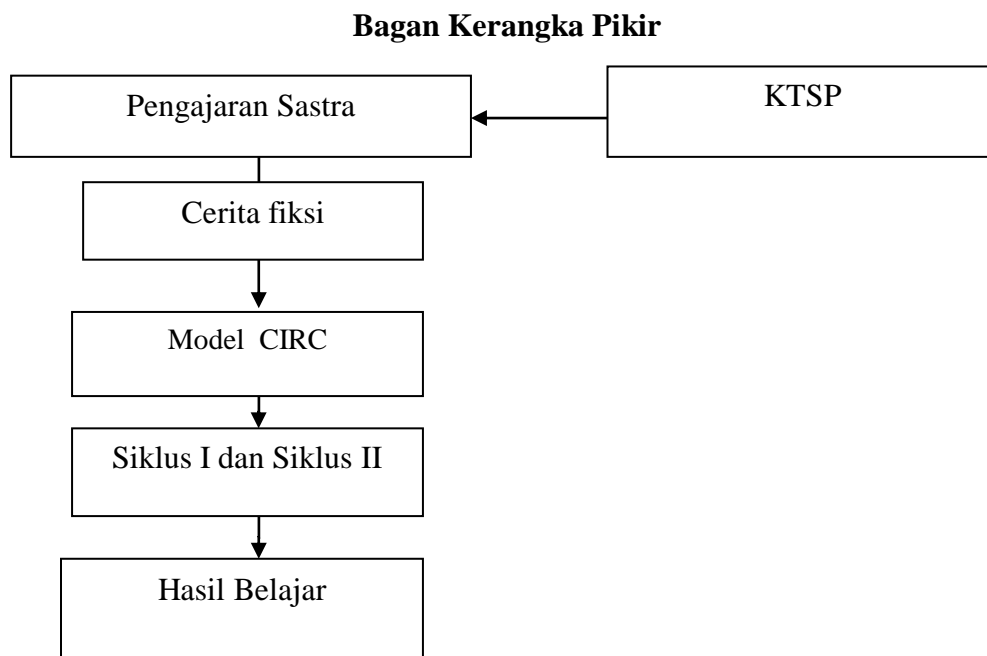 Bagan Kerangka Pikir
Pengajaran Sastra
KTSP
Cerita fiksi
Model CIRC
Siklus I dan Siklus II
Hasil Belajar